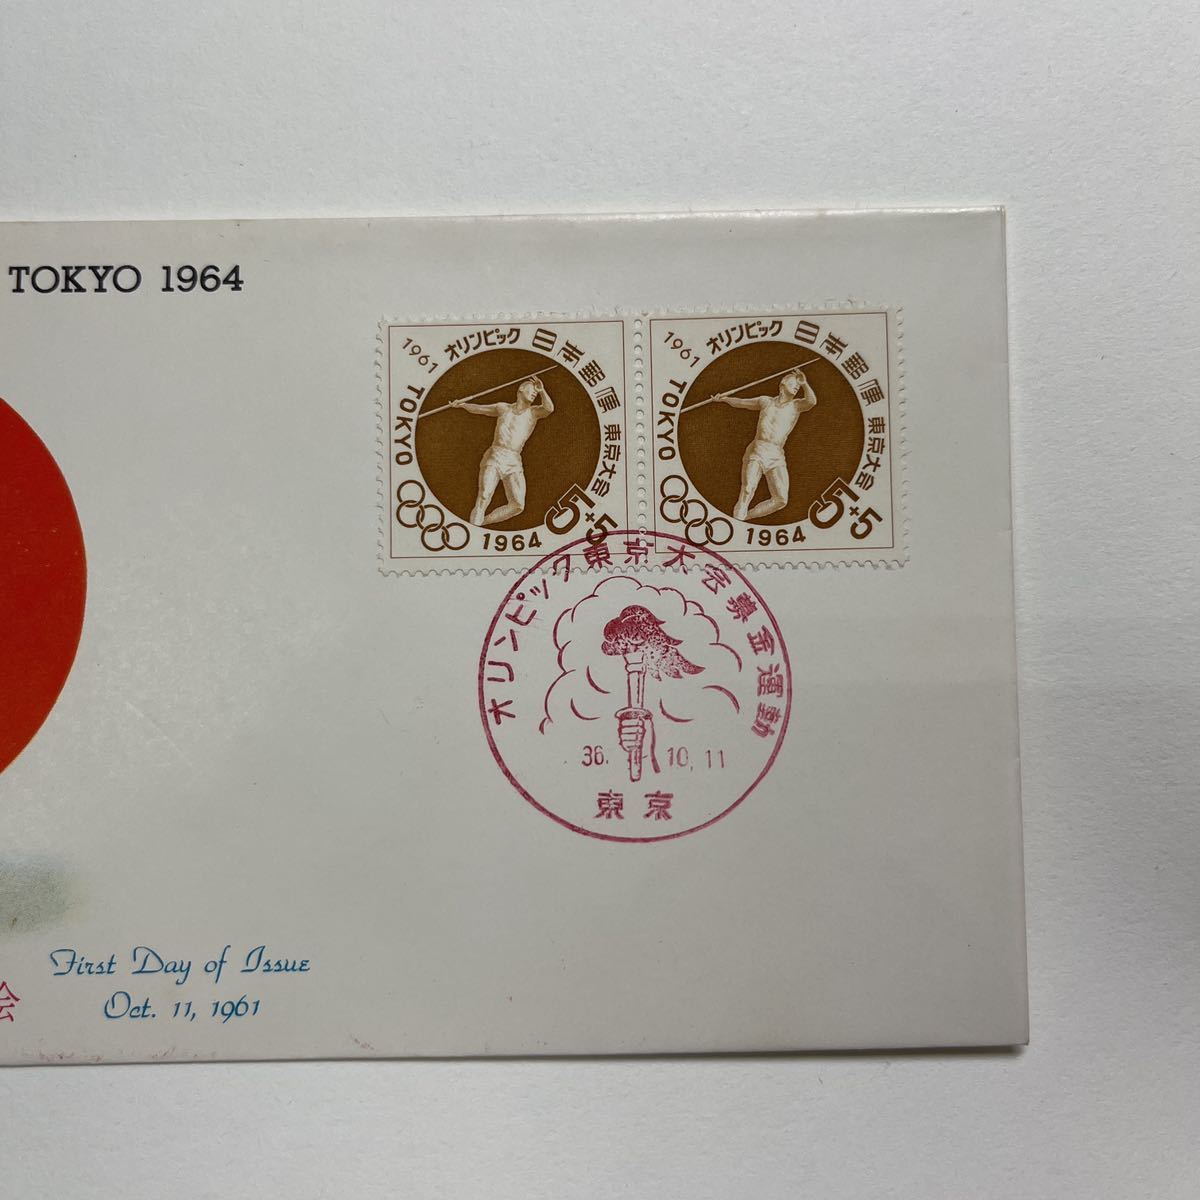 TOKYO 1964
1961 オリンピック 日本郵便
TOKYO
東京大会
1964
5+5
1961 オリンピック 日本郵便
TOKYO
東京大会
1964
5+5
オリンピック東京大会募金運動
36. 10.11
東京
First Day of Issue
会
Oct. 11, 1961